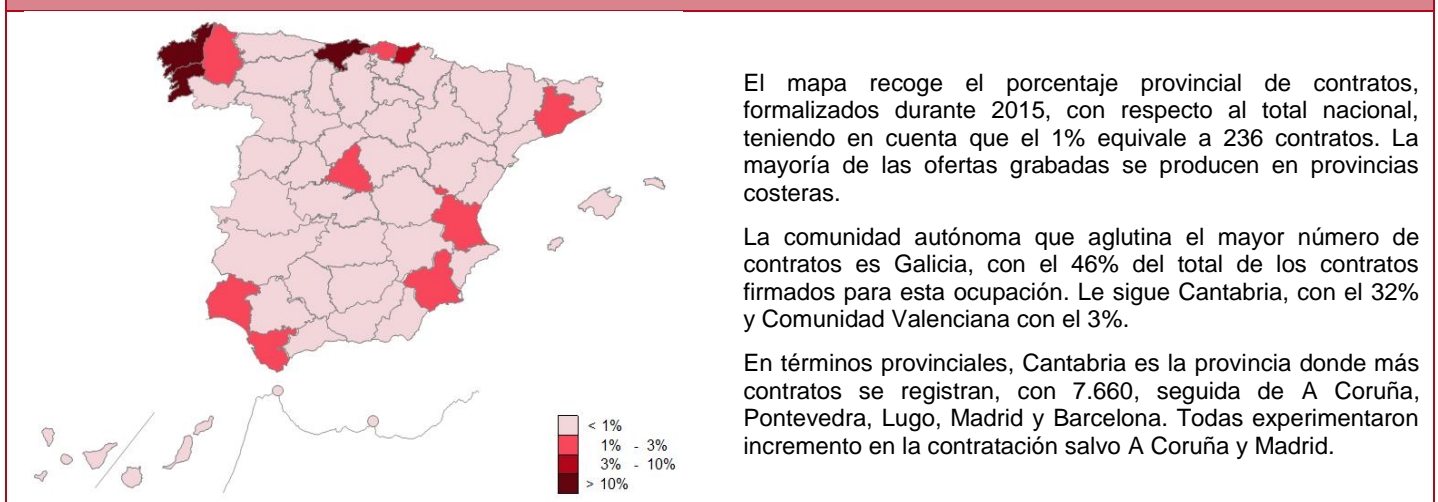 El mapa recoge el porcentaje provincial de contratos,
formalizados durante 2015, con respecto al total nacional,
teniendo en cuenta que el 1% equivale a 236 contratos. La
mayoría de las ofertas grabadas se producen en provincias
costeras.
La comunidad autónoma que aglutina el mayor número de
contratos es Galicia, con el 46% del total de los contratos
firmados para esta ocupación. Le sigue Cantabria, con el 32%
y Comunidad Valenciana con el 3%.
En términos provinciales, Cantabria es la provincia donde más
contratos se registran, con 7.660, seguida de A Coruña,
Pontevedra, Lugo, Madrid y Barcelona. Todas experimentaron
incremento en la contratación salvo A Coruña y Madrid.
< 1%
1% - 3%
3% - 10%
> 10%